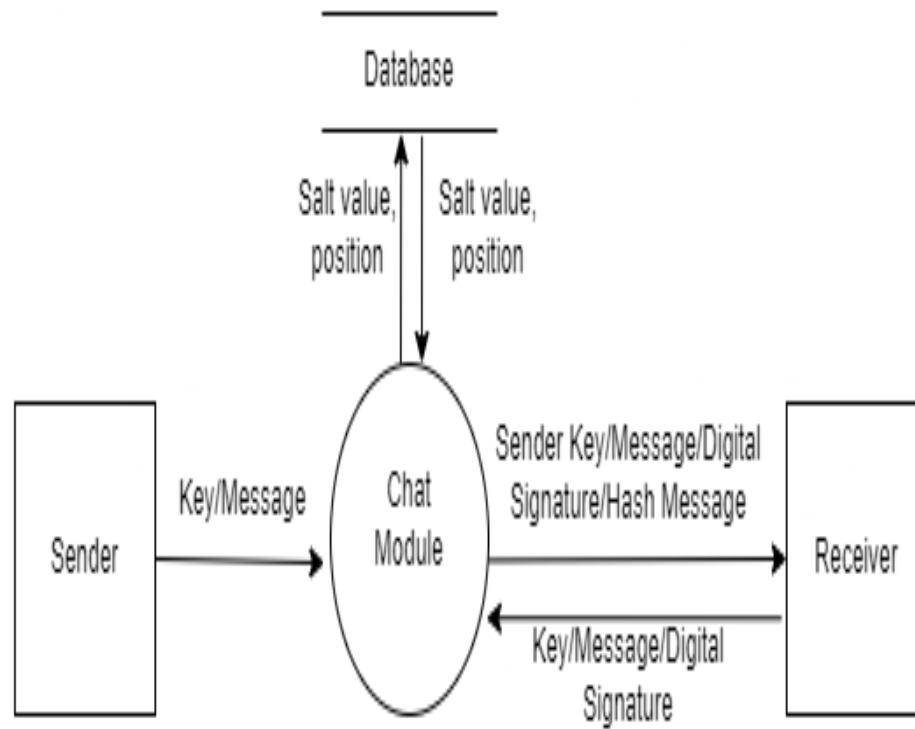 Database
Salt value,
position
Salt value,
position
Sender
Key/Message
Chat
Module
Sender Key/Message/Digital
Signature/Hash Message
Receiver
Key/Message/Digital
Signature